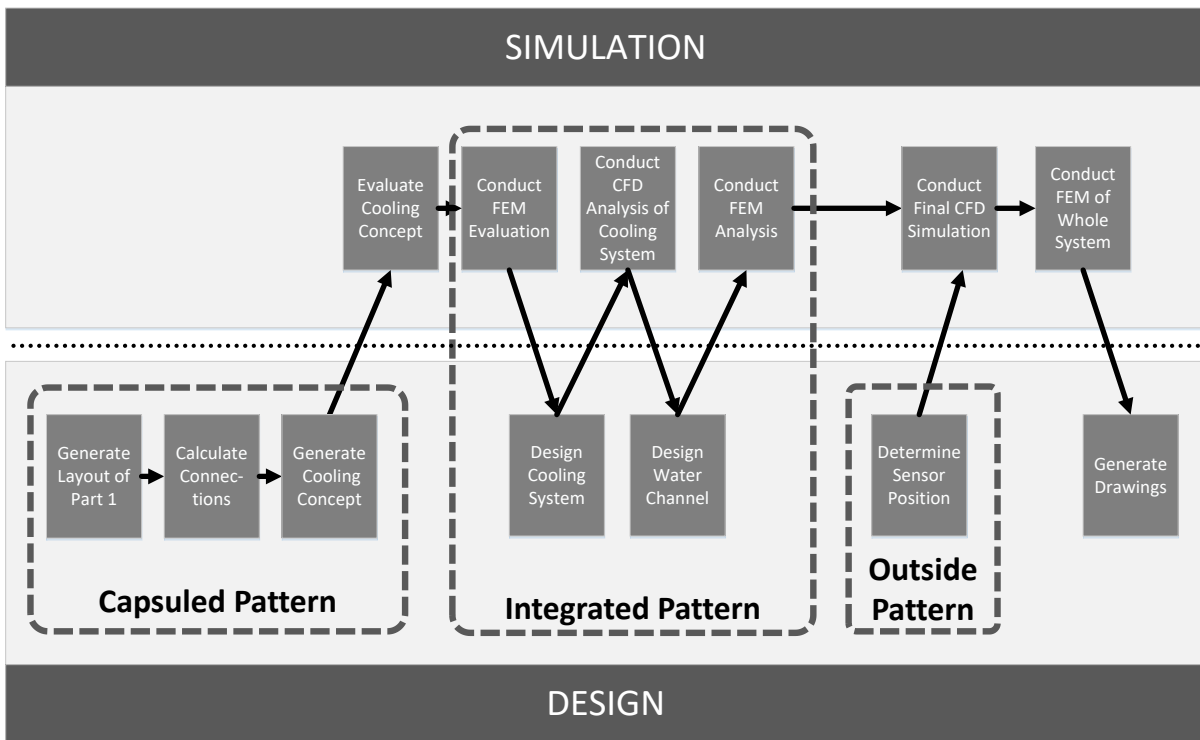 SIMULATION
Evaluate
Cooling
Concept
Conduct
FEM
Evaluation
Conduct
CFD
Analysis of
Cooling
System
Conduct
FEM
Analysis
Conduct
Final CFD
Simulation
Conduct
FEM of
Whole
System
Generate
Layout of
Part 1
Calculate
Connec-
tions
Generate
Cooling
Concept
Design
Cooling
System
Design
Water
Channel
Determine
Sensor
Position
Generate
Drawings
Capsuled Pattern
Integrated Pattern
Outside
Pattern
DESIGN